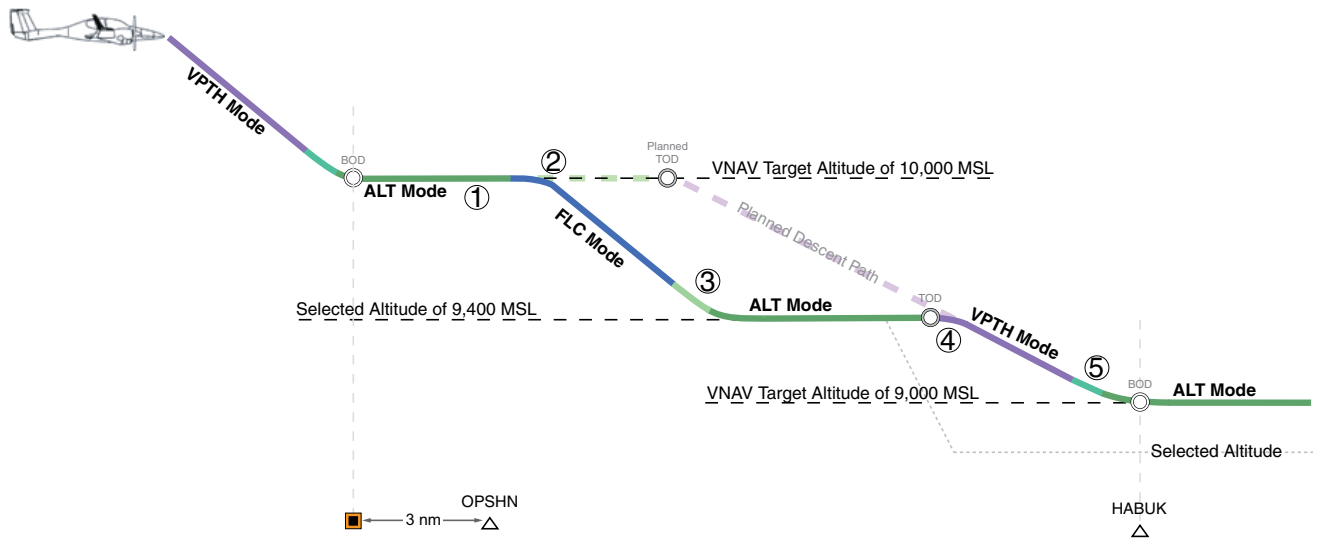 VPTH Mode
BOD
②
Planned
TOD
VNAV Target Altitude of 10,000 MSL
ALT Mode
①
FLC Mode
Planned Descent Path
③
Selected Altitude of 9,400 MSL
ALT Mode
TOD
VPTH Mode
④
⑤
VNAV Target Altitude of 9,000 MSL
BOD
ALT Mode
Selected Altitude
OPSHN
3 nm
HABUK